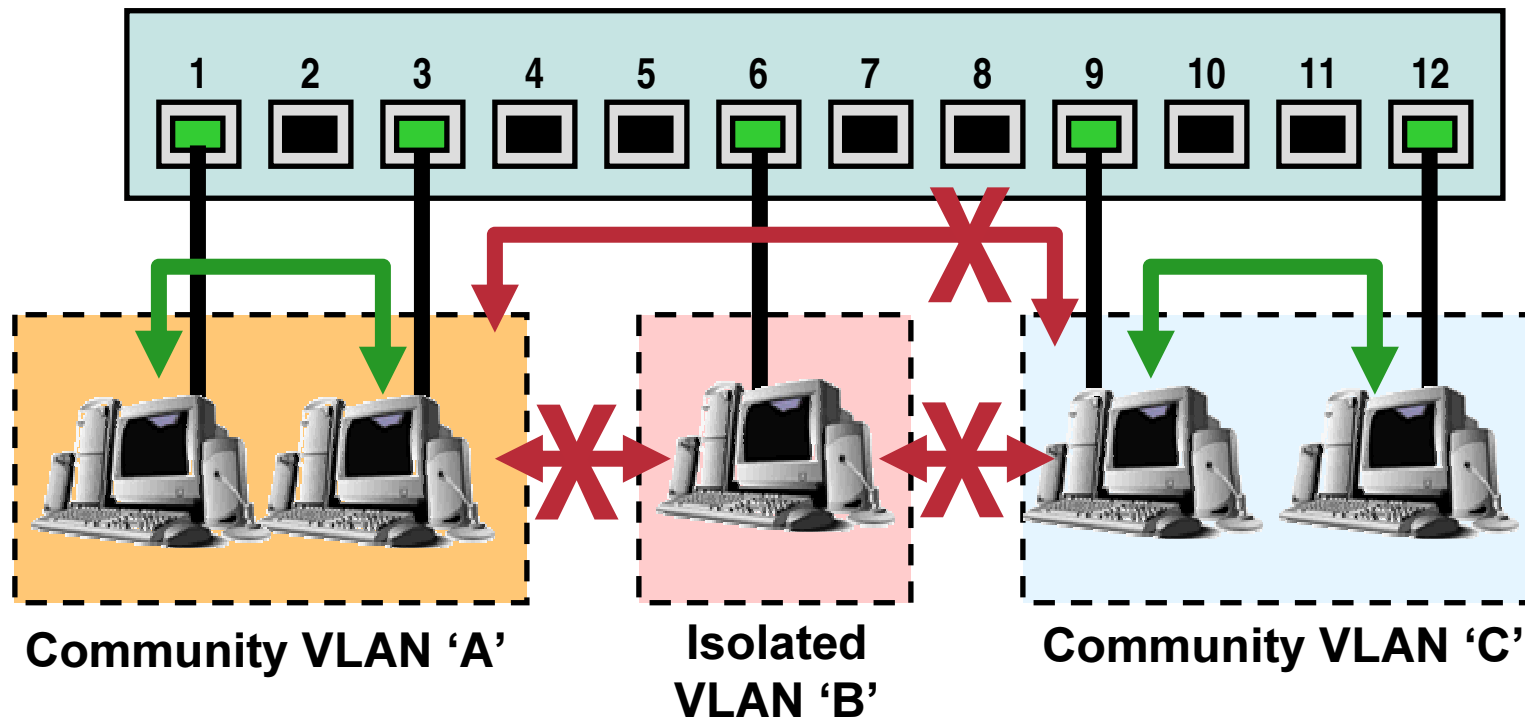 1 2 3 4 5 6 7 8 9 10 11 12
X
X X
Community VLAN ‘A’
Isolated
VLAN ‘B’
Community VLAN ‘C’